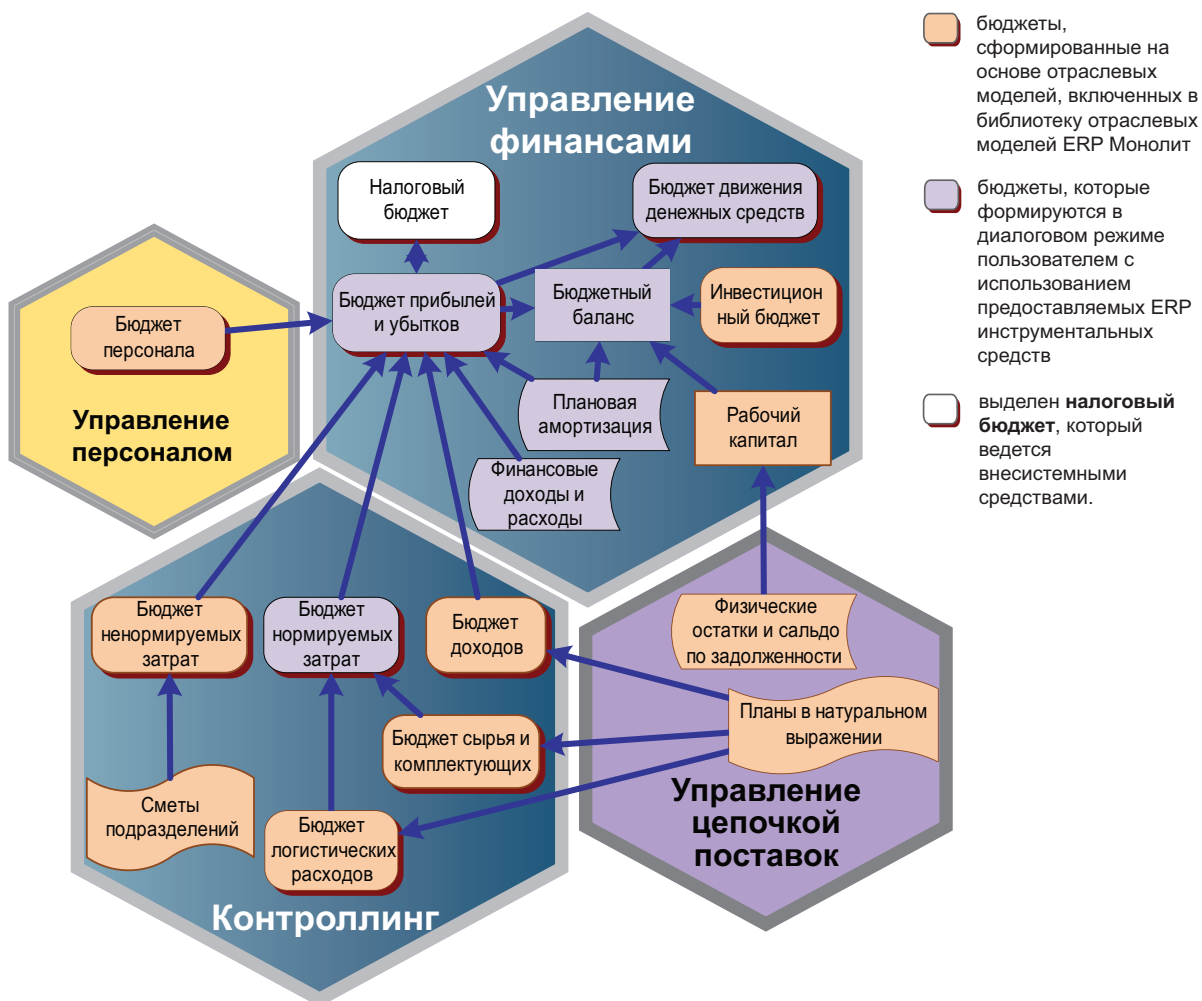 Управление
финансами
Налоговый
бюджет
Бюджет движения
денежных средств
Бюджет прибылей
и убытков
Бюджетный
баланс
Инвестицион
ный бюджет
Плановая
амортизация
Рабочий
капитал
Финансовые
доходы и
расходы
Бюджет
персонала
Управление
персоналом
Бюджет
ненормируемых
затрат
Бюджет
нормируемых
затрат
Бюджет
доходов
Бюджет сырья и
комплектующих
Сметы
подразделений
Бюджет
логистических
расходов
Контроллинг
Физические
остатки и сальдо
по задолженности
Планы в натуральном
выражении
Управление
цепочкой
поставок
бюджеты,
сформированные на
основе отраслевых
моделей, включенных в
библиотеку отраслевых
моделей ERP Монолит
бюджеты, которые
формируются в
диалоговом режиме
пользователем с
использованием
предоставляемых ERP
инструментальных
средств
выделен налоговый
бюджет, который
ведется
внесистемными
средствами.